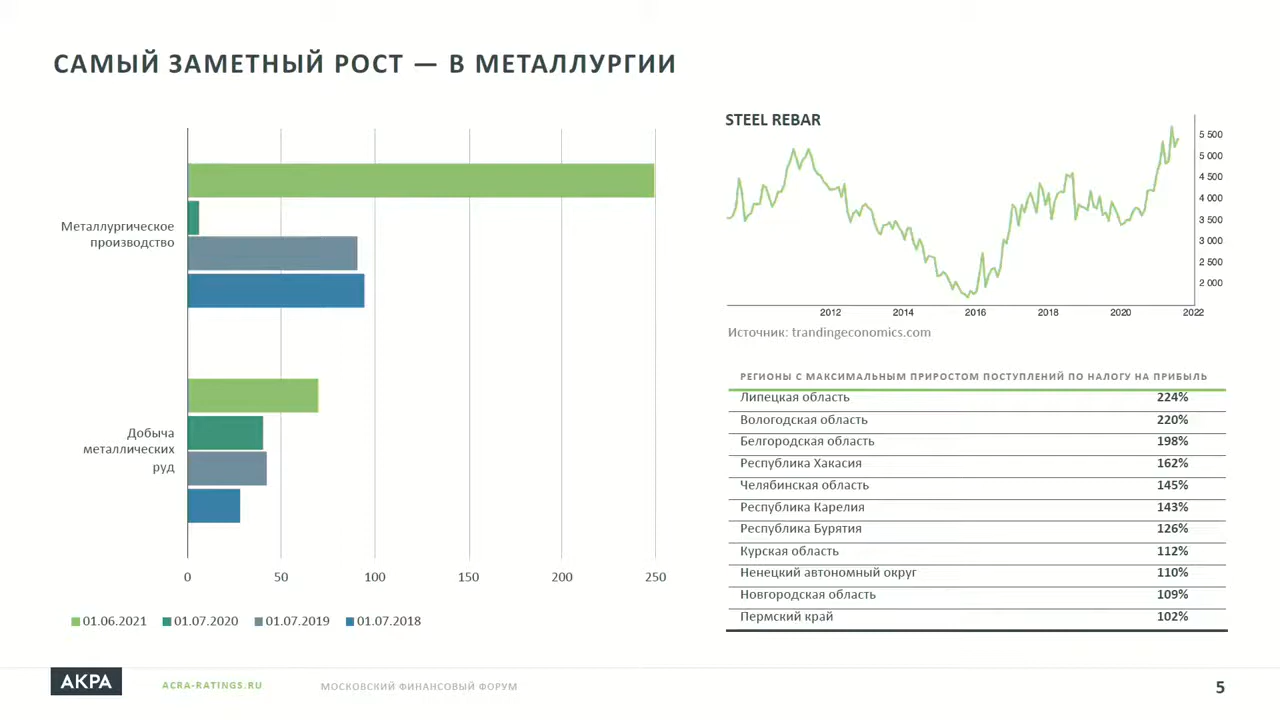 САМЫЙ ЗАМЕТНЫЙ РОСТ — В МЕТАЛЛУРГИИ
Металлургическое
производство
Добыча
металлических
руд
0 50 100 150 200 250
01.06.2021 01.07.2020 01.07.2019 01.07.2018
STEEL REBAR
5 500
5 000
4 500
4 000
3 500
3 000
2 500
2 000
2012 2014 2016 2018 2020 2022
Источник: trandingeconomics.com
РЕГИОНЫ С МАКСИМАЛЬНЫМ ПРИРОСТОМ ПОСТУПЛЕНИЙ ПО НАЛОГУ НА ПРИБЫЛЬ
Липецкая область 224%
Вологодская область 220%
Белгородская область 198%
Республика Хакасия 162%
Челябинская область 145%
Республика Карелия 143%
Республика Бурятия 126%
Курская область 112%
Ненецкий автономный округ 110%
Новгородская область 109%
Пермский край 102%
АКРА ACRA-RATINGS.RU МОСКОВСКИЙ ФИНАНСОВЫЙ ФОРУМ 5